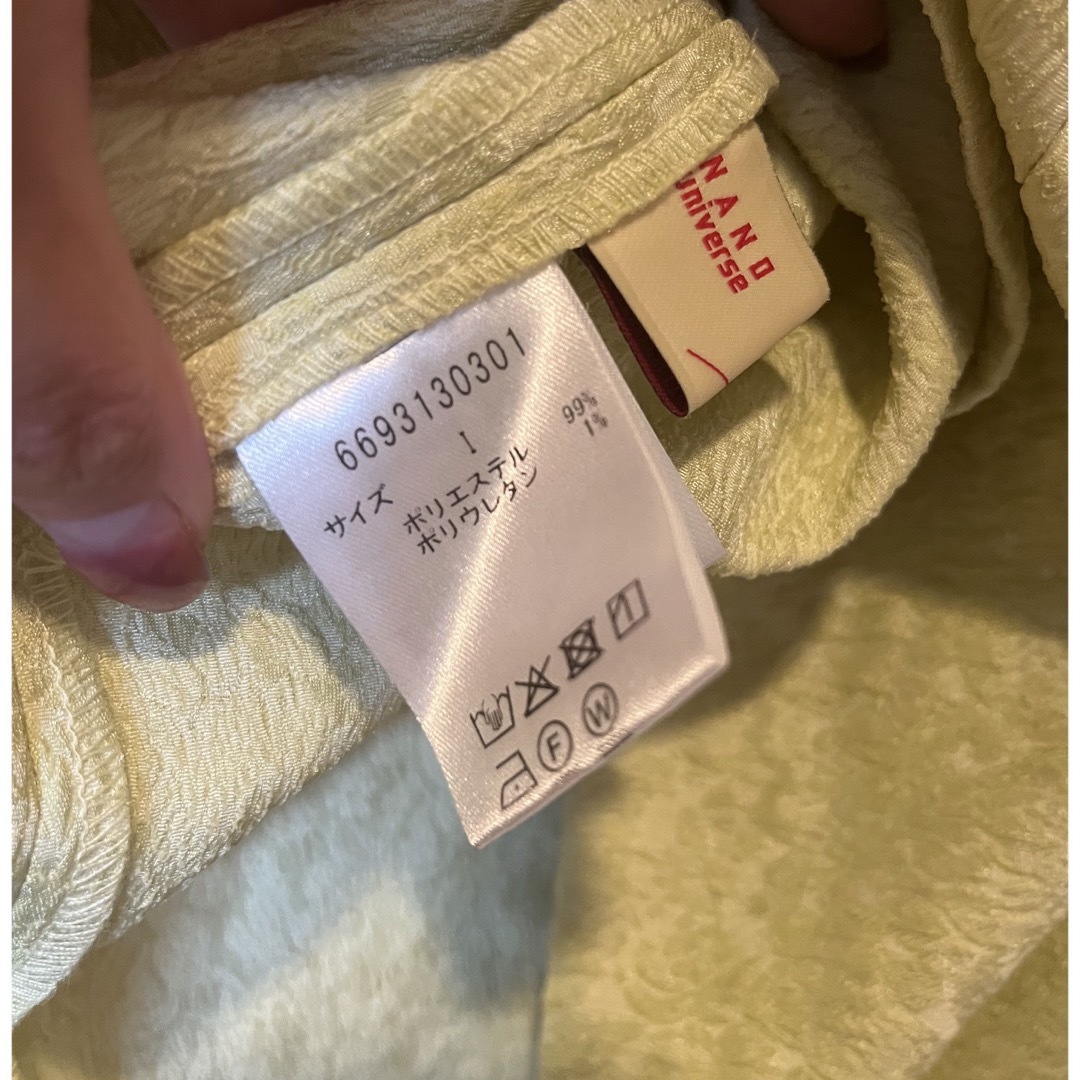 NANO
universe
6693130301
サイズ 1
ポリエステル 99%
ポリウレタン 1%
F W